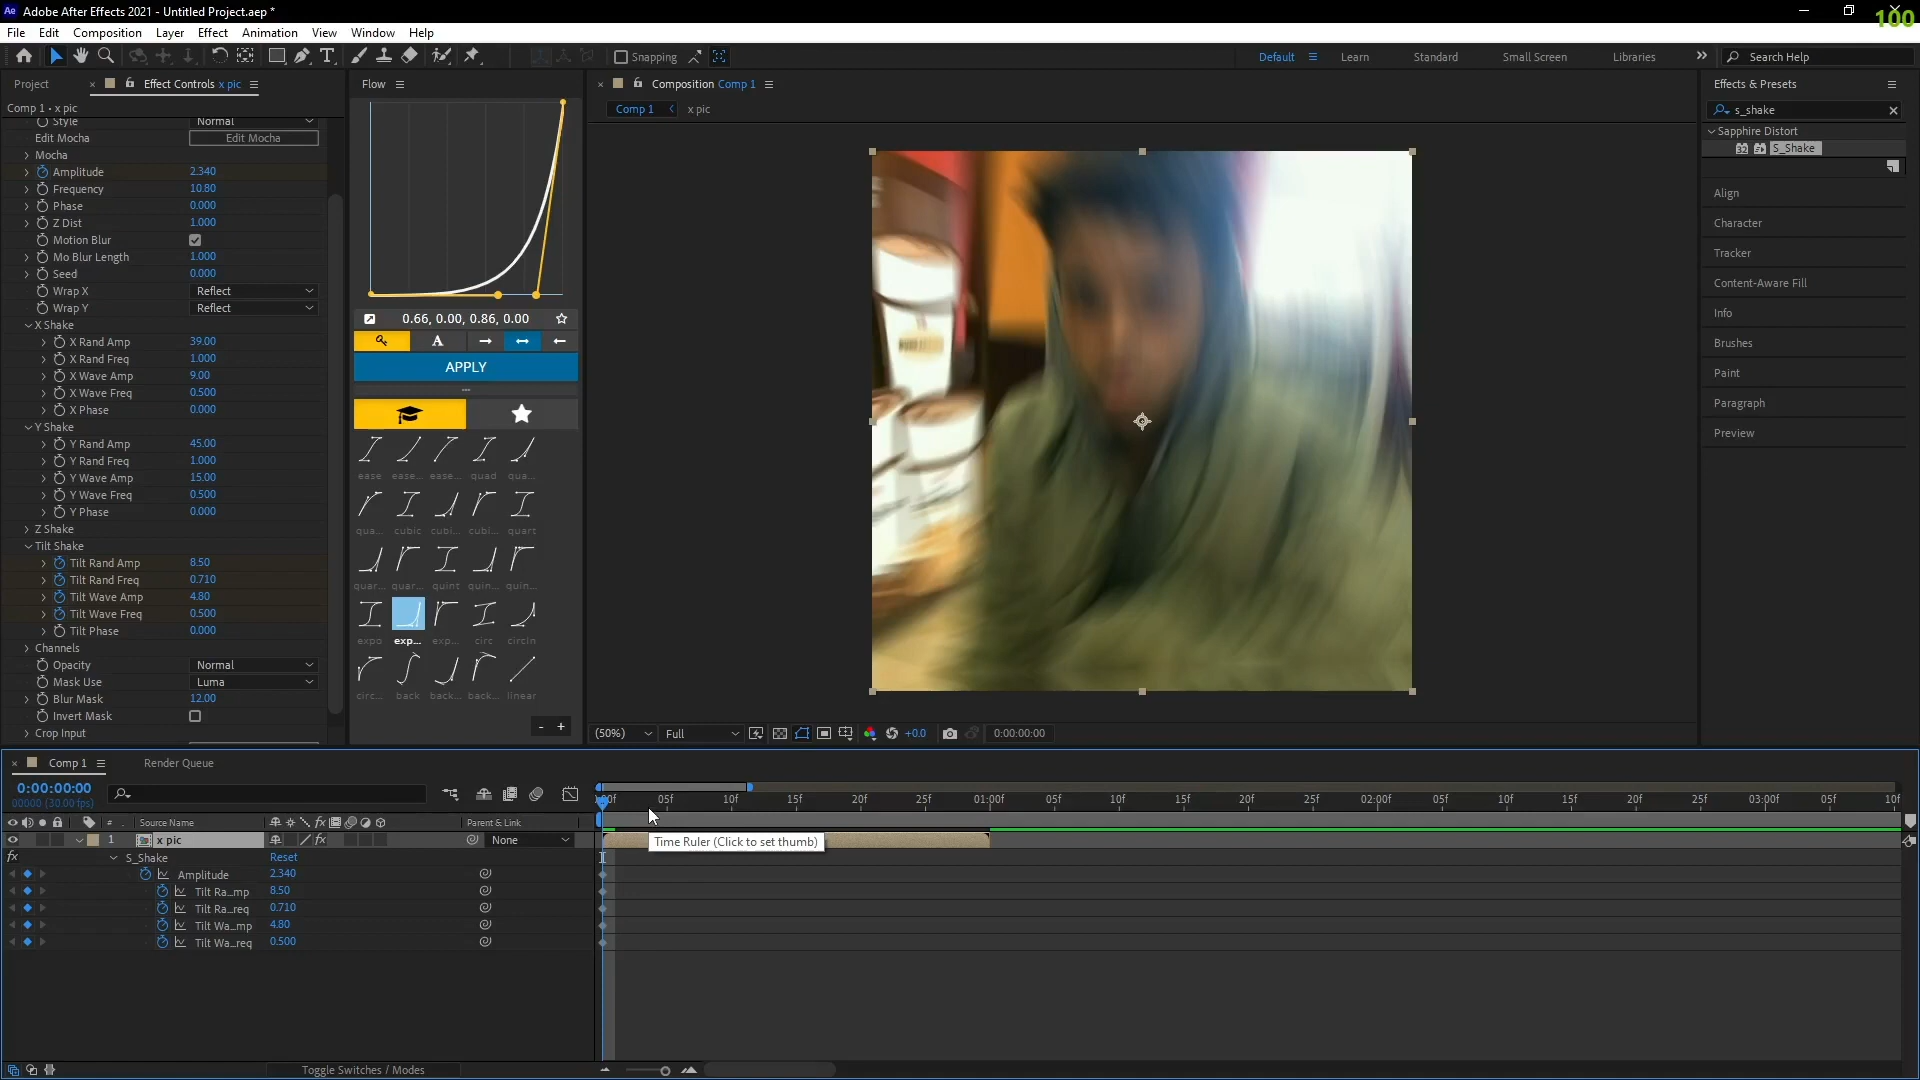 Adobe After Effects 2021 - Untitled Project.aep *
100
File Edit Composition Layer Effect Animation View Window Help
Snapping
Default Learn Standard Small Screen Libraries Search Help
Project Effect Controls x pic
Comp 1 • x pic
Style Normal
Edit Mocha Edit Mocha
Mocha
Amplitude 2.340
Frequency 10.80
Phase 0.000
Z Dist 1.000
Motion Blur
Mo Blur Length 1.000
Seed 0.000
Wrap X Reflect
Wrap Y Reflect
X Shake
X Rand Amp 39.00
X Rand Freq 1.000
X Wave Amp 9.00
X Wave Freq 0.500
X Phase 0.000
Y Shake
Y Rand Amp 45.00
Y Rand Freq 1.000
Y Wave Amp 15.00
Y Wave Freq 0.500
Y Phase 0.000
Z Shake
Tilt Shake
Tilt Rand Amp 8.50
Tilt Rand Freq 0.710
Tilt Wave Amp 4.80
Tilt Wave Freq 0.500
Tilt Phase 0.000
Channels
Opacity Normal
Mask Use Luma
Blur Mask 12.00
Invert Mask
Crop Input
Flow
0.66, 0.00, 0.86, 0.00
A
APPLY
ease ease... ease... quad qua...
qua... cubic cubi... cubi... quart
quar... quar... quint quin... quin...
expo exp... exp... circ circIn
circ... back back... back... linear
- +
Composition Comp 1
Comp 1 x pic
(50%) Full +0.0 0:00:00:00
Effects & Presets
s_shake
Sapphire Distort
32 S_Shake
Align
Character
Tracker
Content-Aware Fill
Info
Brushes
Paint
Paragraph
Preview
Comp 1 Render Queue
0:00:00:00
00000 (30.00 fps)
05f 10f 15f 20f 25f 01:00f 05f 10f 15f 20f 25f 02:00f 05f 10f 15f 20f 25f 03:00f 05f 10f
# Source Name Parent & Link
1 x pic None
Time Ruler (Click to set thumb)
S_Shake Reset
Amplitude 2.340
Tilt Ra...mp 8.50
Tilt Ra...req 0.710
Tilt Wa...mp 4.80
Tilt Wa...req 0.500
Toggle Switches / Modes